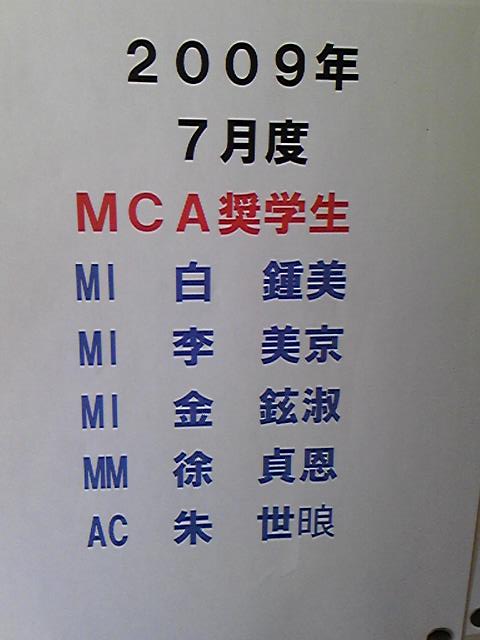 ２００９年
７月度
ＭＣＡ奨学生
MI 白 鍾美
MI 李 美京
MI 金 鉉淑
MM 徐 貞恩
AC 朱 世㫰